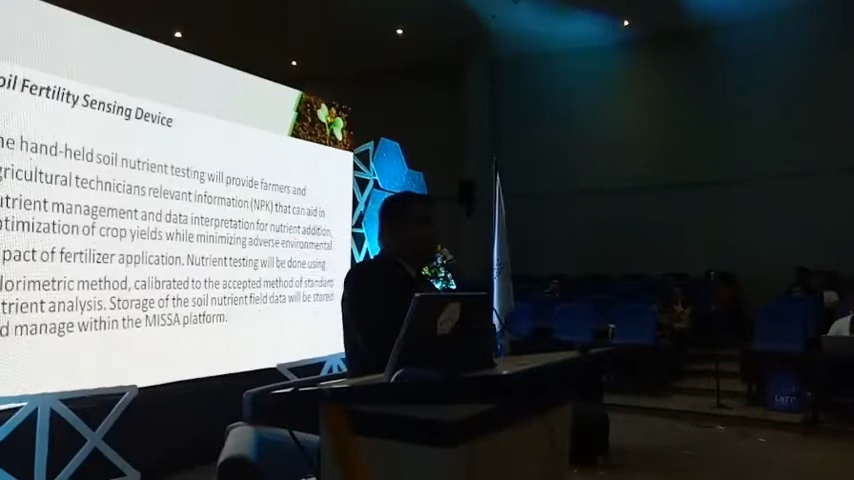 oil Fertility Sensing Device
he hand-held soil nutrient testing will provide farmers and
gricultural technicians relevant information (NPK) that can aid in
utrient management and data interpretation for nutrient addition,
ptimization of crop yields while minimizing adverse environmental
pact of fertilizer application. Nutrient testing will be done using
lorimetric method, calibrated to the accepted method of standard
trient analysis. Storage of the soil nutrient field data will be stored
d manage within the MINSSA platform.